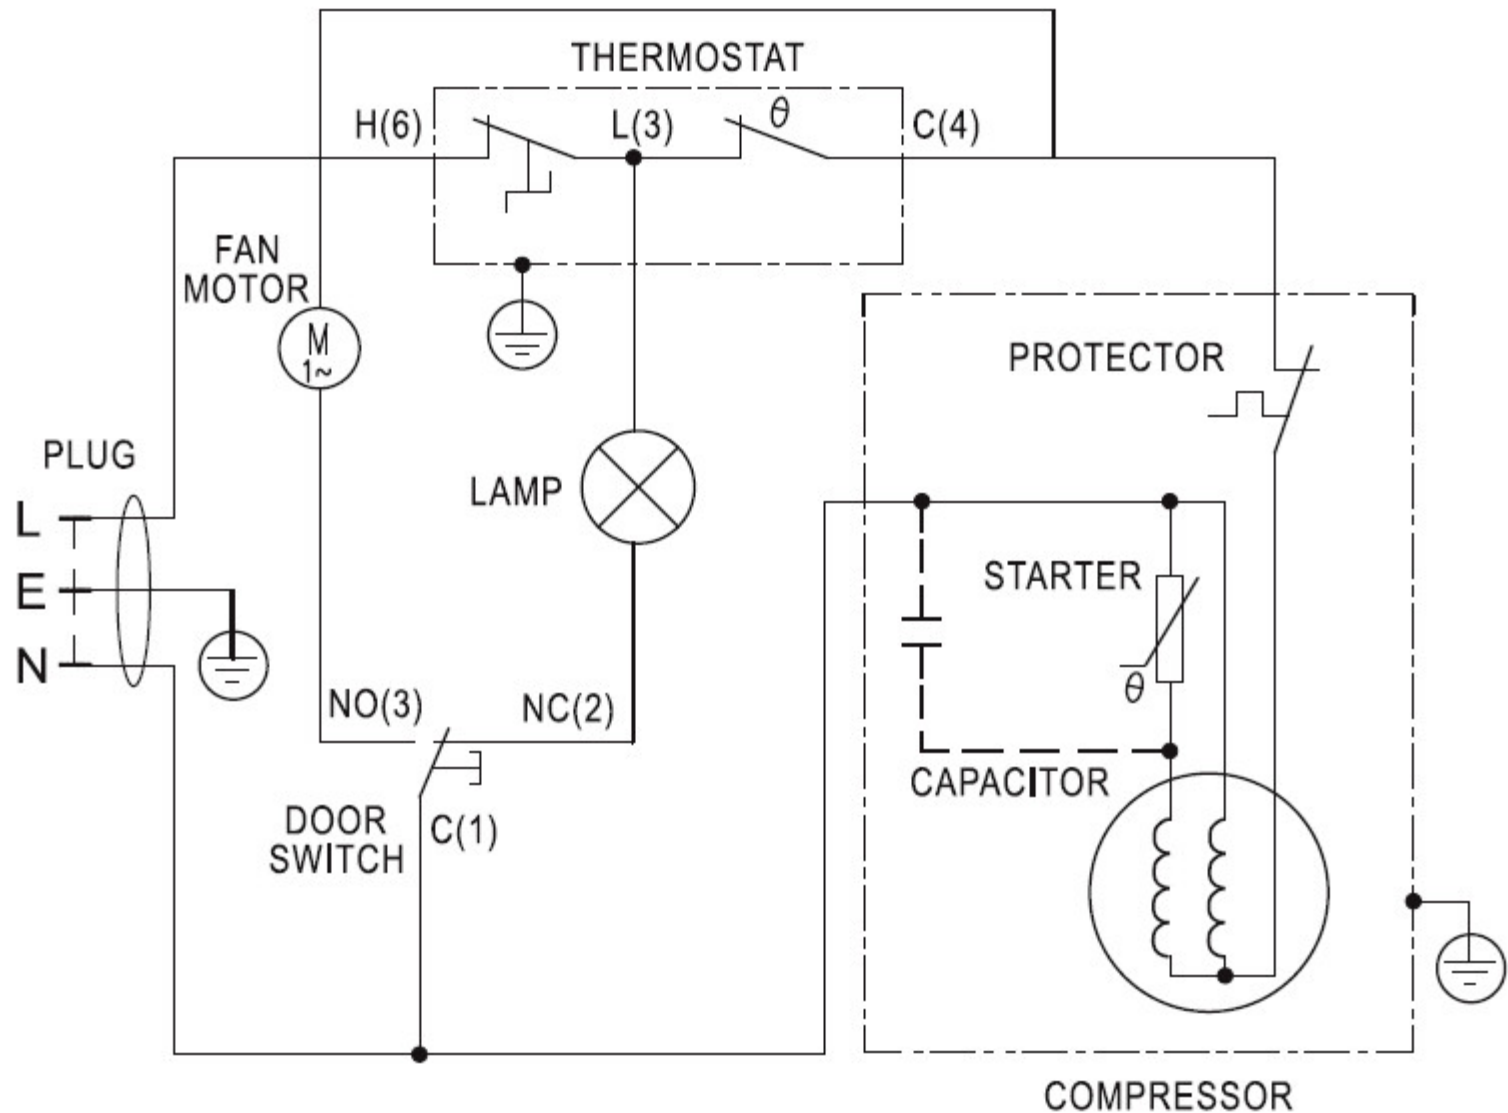 THERMOSTAT
H(6)
L(3)
θ
C(4)
FAN
MOTOR
M
1~
PROTECTOR
PLUG
L
E
N
LAMP
STARTER
θ
NO(3)
NC(2)
CAPACITOR
DOOR
SWITCH
C(1)
COMPRESSOR